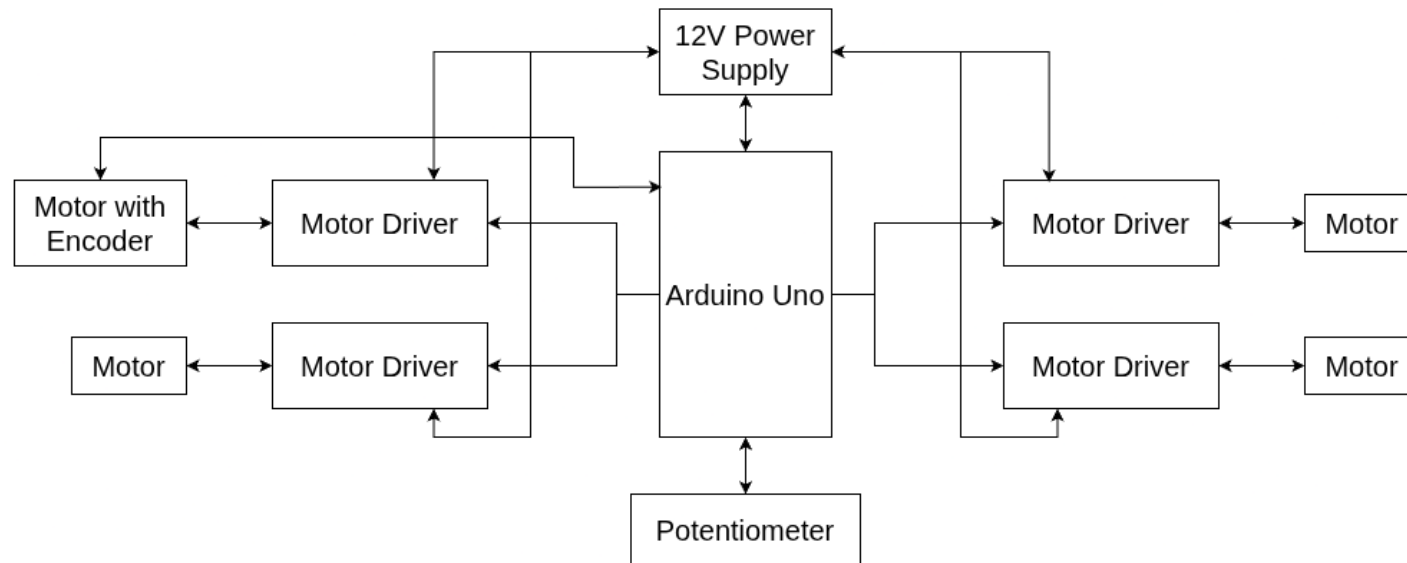 12V Power
Supply
Motor with
Encoder
Motor Driver
Motor Driver
Motor
Arduino Uno
Motor
Motor Driver
Motor Driver
Motor
Potentiometer